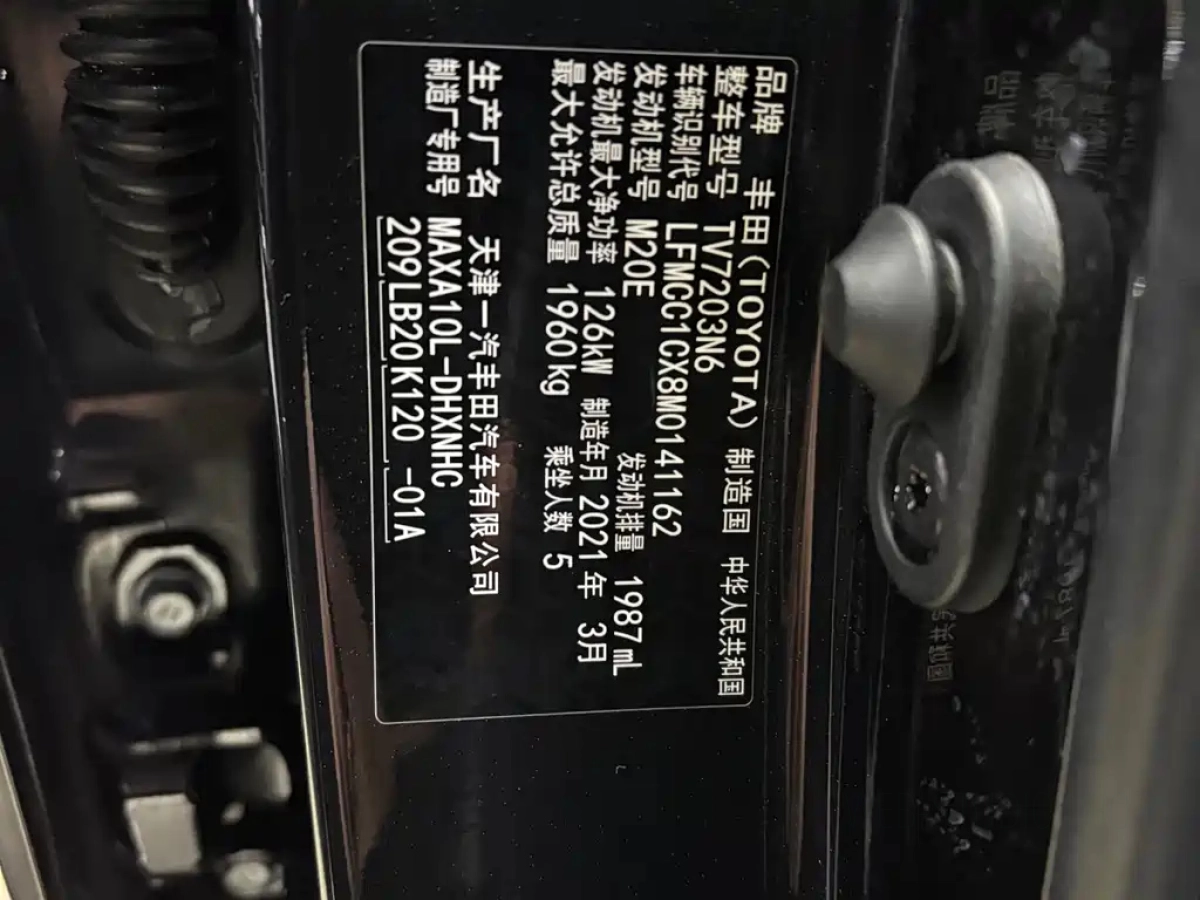 品牌 丰田(TOYOTA) 制造国 中华人民共和国
整车型号 TV7203N6
车辆识别代号 LFMCC1CX8M0141162
发动机型号 M20E 发动机排量 1987mL
发动机最大净功率 126kW 制造年月 2021年 3月
最大允许总质量 1960kg 乘坐人数 5
生产厂名 天津一汽丰田汽车有限公司
制造厂专用号 MAXA10L-DHXNHC
209LB20K120 -01A